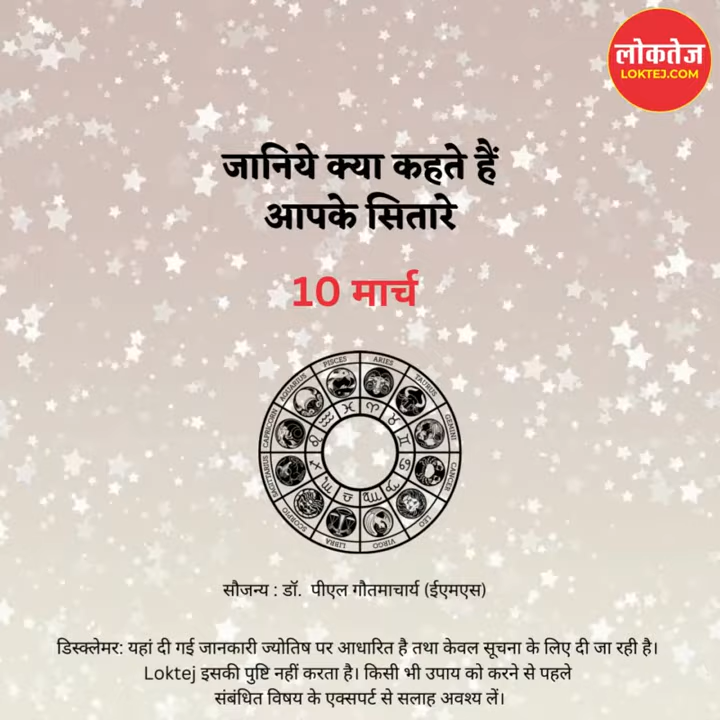 लोकतेज
LOKTEJ.COM
जानिये क्या कहते हैं
आपके सितारे
10 मार्च
PISCES
ARIES
TAURUS
GEMINI
CANCER
LEO
VIRGO
LIBRA
SCORPIO
SAGITTARIUS
CAPRICORN
AQUARIUS
सौजन्य : डॉ. पीएल गौतमाचार्य (ईएमएस)
डिस्क्लेमर: यहां दी गई जानकारी ज्योतिष पर आधारित है तथा केवल सूचना के लिए दी जा रही है।
Loktej इसकी पुष्टि नहीं करता है। किसी भी उपाय को करने से पहले
संबंधित विषय के एक्सपर्ट से सलाह अवश्य लें।